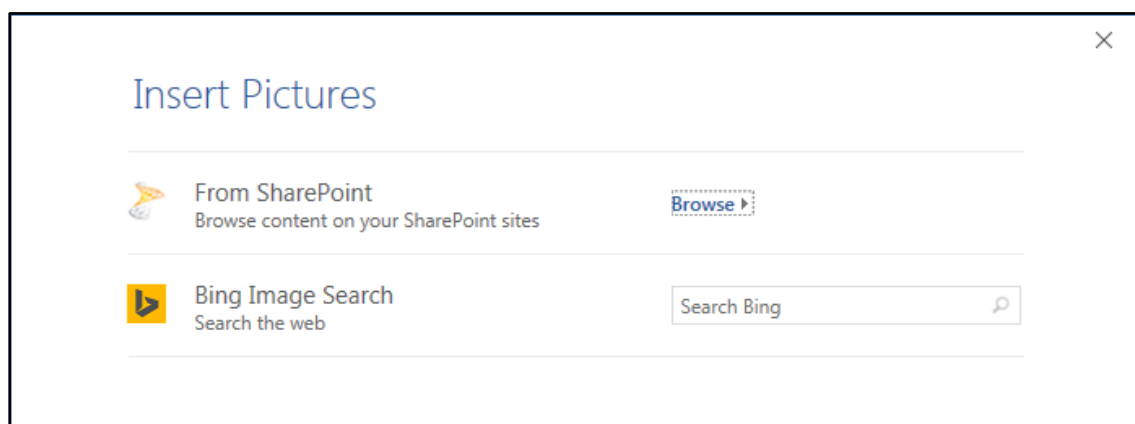 Insert Pictures
From SharePoint
Browse content on your SharePoint sites
Browse
Bing Image Search
Search the web
Search Bing